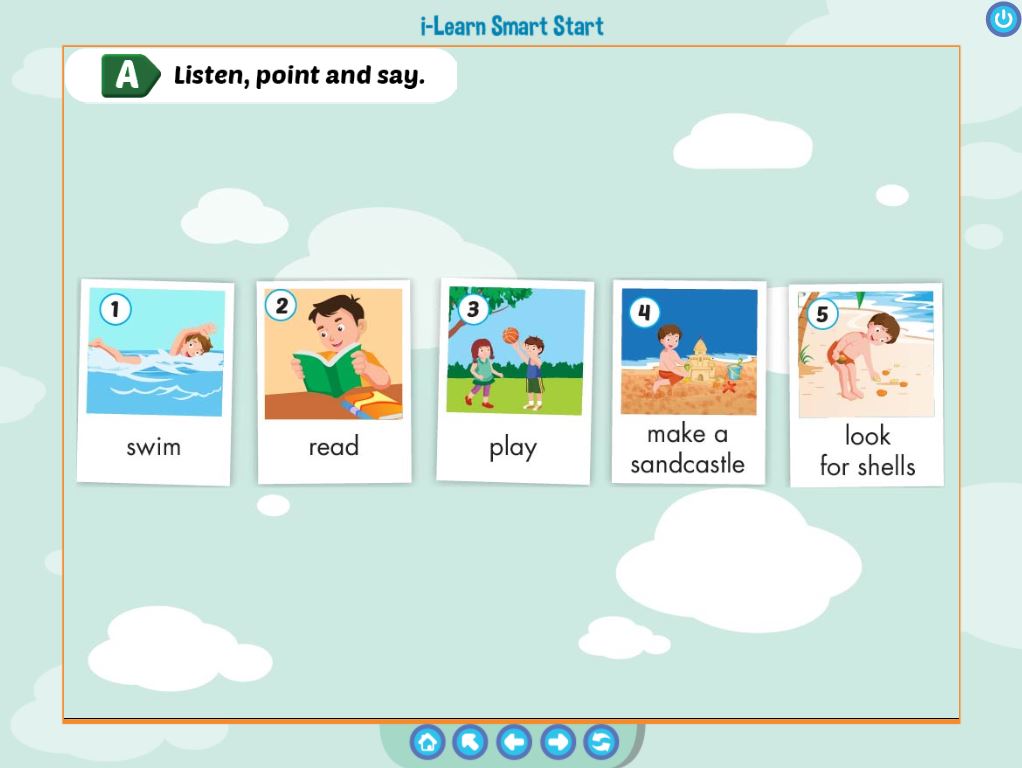 i-Learn Smart Start
A Listen, point and say.
1
swim
2
read
3
play
4
make a
sandcastle
5
look
for shells